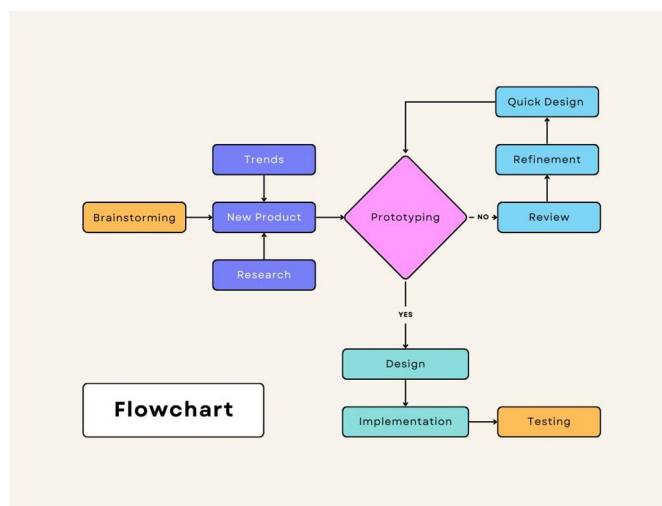 Quick Design
Trends
Refinement
Brainstorming
New Product
Prototyping
NO
Review
Research
YES
Design
Flowchart
Implementation
Testing